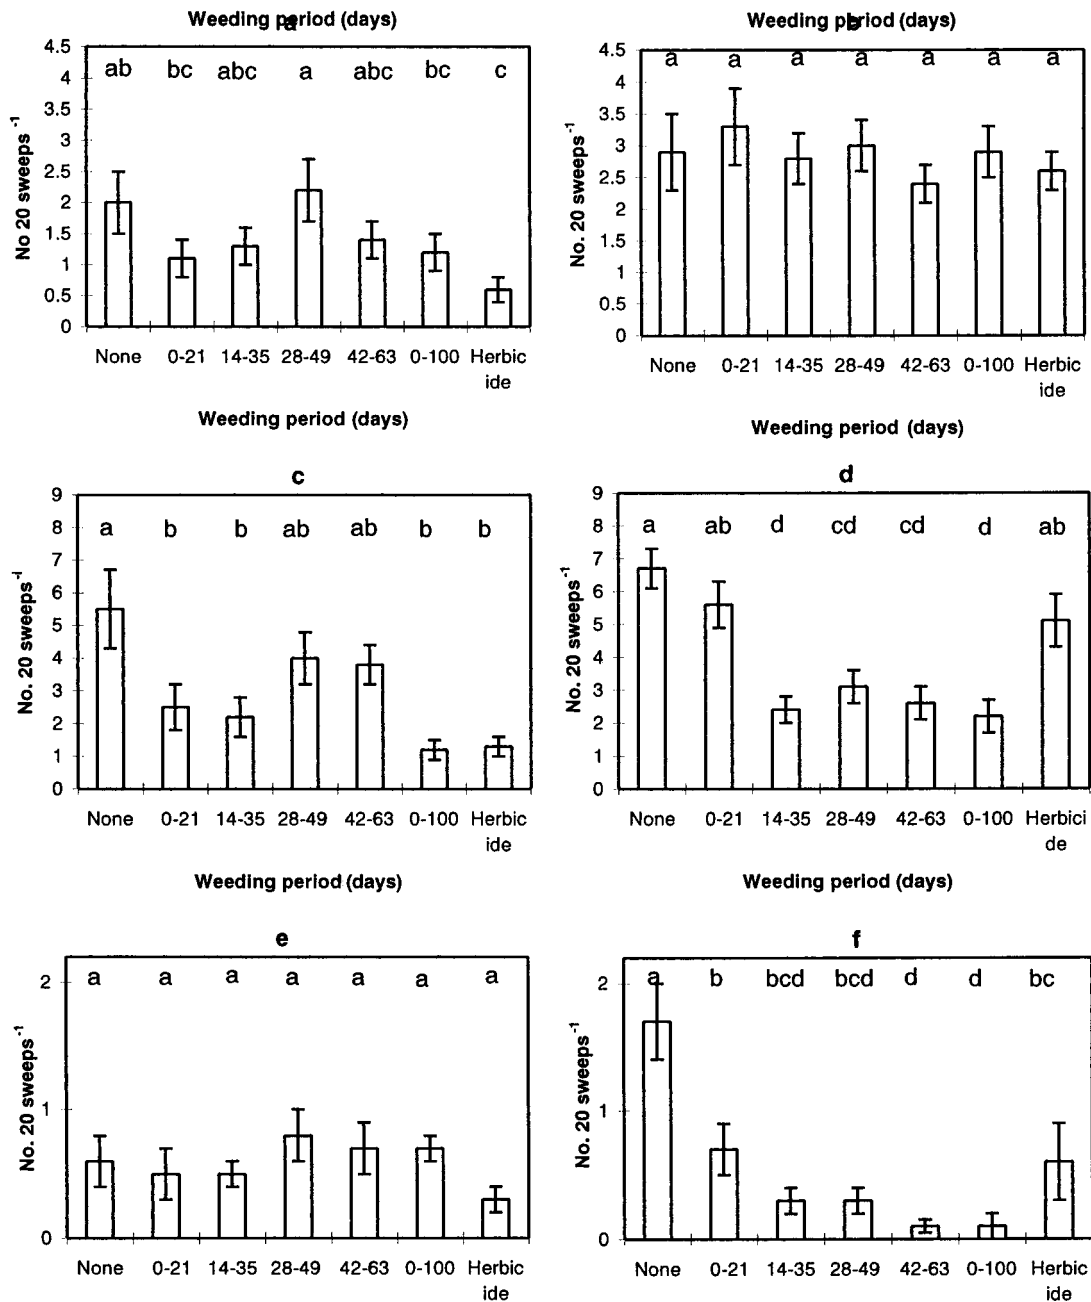 Weeding period (days)
a
4.5
4
3.5
3
2.5
2
1.5
1
0.5
0
No 20 sweeps-1
ab bc abc a abc bc c
None 0-21 14-35 28-49 42-63 0-100 Herbic
ide
Weeding period (days)
Weeding period (days)
b
4.5
4
3.5
3
2.5
2
1.5
1
0.5
0
No. 20 sweeps-1
a a a a a a a
None 0-21 14-35 28-49 42-63 0-100 Herbic
ide
Weeding period (days)
c
9
8
7
6
5
4
3
2
1
0
No. 20 sweeps-1
a b b ab ab b b
None 0-21 14-35 28-49 42-63 0-100 Herbic
ide
Weeding period (days)
d
9
8
7
6
5
4
3
2
1
0
No. 20 sweeps-1
a ab d cd cd d ab
None 0-21 14-35 28-49 42-63 0-100 Herbici
de
Weeding period (days)
e
2
1
0
No. 20 sweeps-1
a a a a a a a
None 0-21 14-35 28-49 42-63 0-100 Herbic
ide
f
2
1
0
No. 20 sweeps-1
a b bcd bcd d d bc
None 0-21 14-35 28-49 42-63 0-100 Herbic
ide